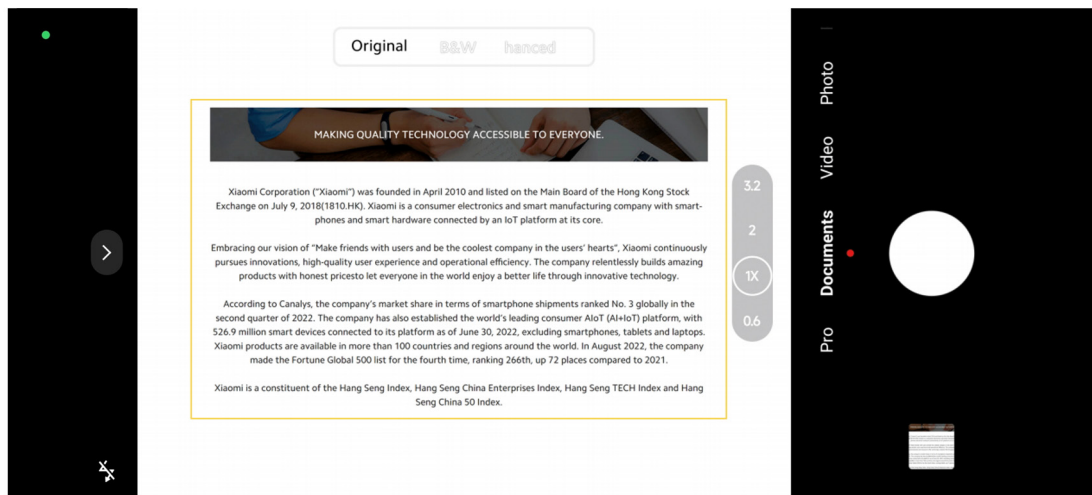 Original B&W hanced
MAKING QUALITY TECHNOLOGY ACCESSIBLE TO EVERYONE.
Xiaomi Corporation ("Xiaomi") was founded in April 2010 and listed on the Main Board of the Hong Kong Stock
Exchange on July 9, 2018(1810.HK). Xiaomi is a consumer electronics and smart manufacturing company with smart-
phones and smart hardware connected by an IoT platform at its core.
Embracing our vision of "Make friends with users and be the coolest company in the users' hearts", Xiaomi continuously
pursues innovations, high-quality user experience and operational efficiency. The company relentlessly builds amazing
products with honest pricesto let everyone in the world enjoy a better life through innovative technology.
According to Canalys, the company's market share in terms of smartphone shipments ranked No. 3 globally in the
second quarter of 2022. The company has also established the world's leading consumer AIoT (AI+IoT) platform, with
526.9 million smart devices connected to its platform as of June 30, 2022, excluding smartphones, tablets and laptops.
Xiaomi products are available in more than 100 countries and regions around the world. In August 2022, the company
made the Fortune Global 500 list for the fourth time, ranking 266th, up 72 places compared to 2021.
Xiaomi is a constituent of the Hang Seng Index, Hang Seng China Enterprises Index, Hang Seng TECH Index and Hang
Seng China 50 Index.
3.2
2
1X
0.6
Photo
Video
Documents
Pro